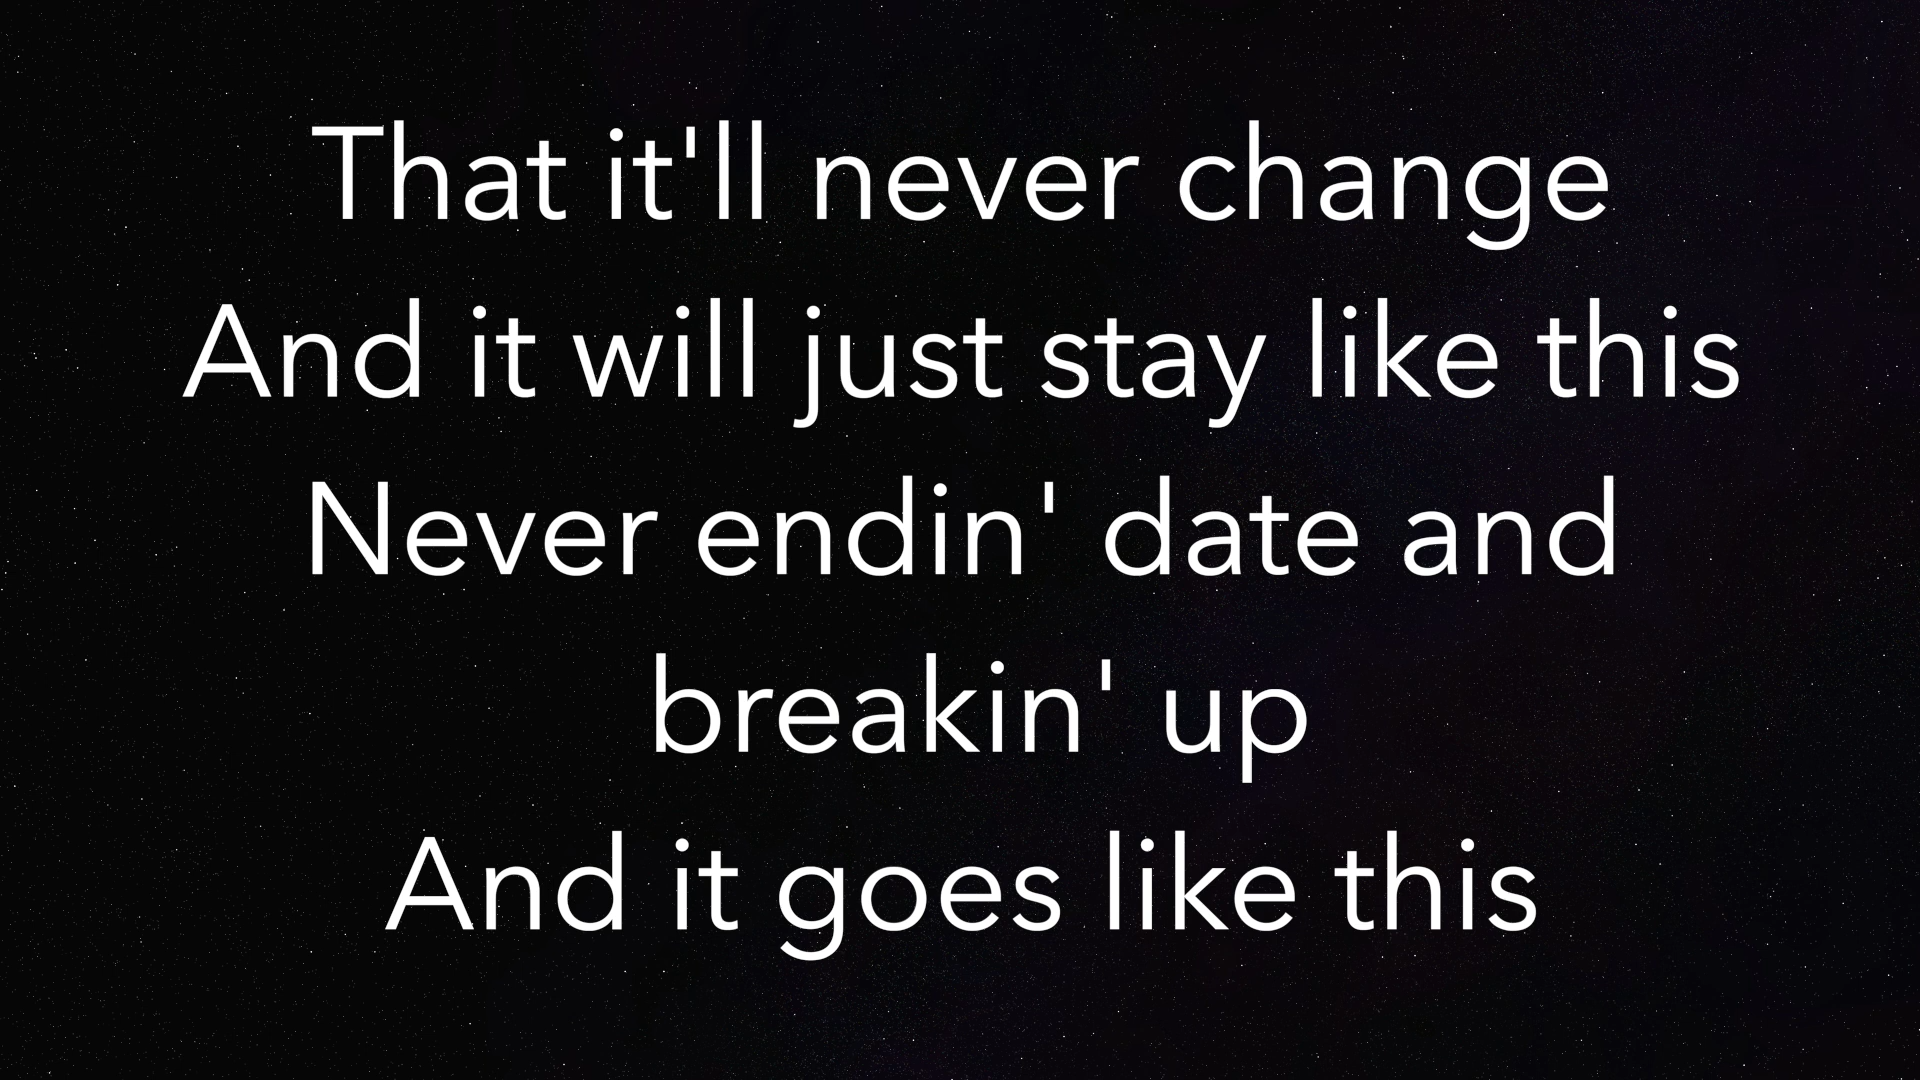 That it'll never change
And it will just stay like this
Never endin' date and
breakin' up
And it goes like this